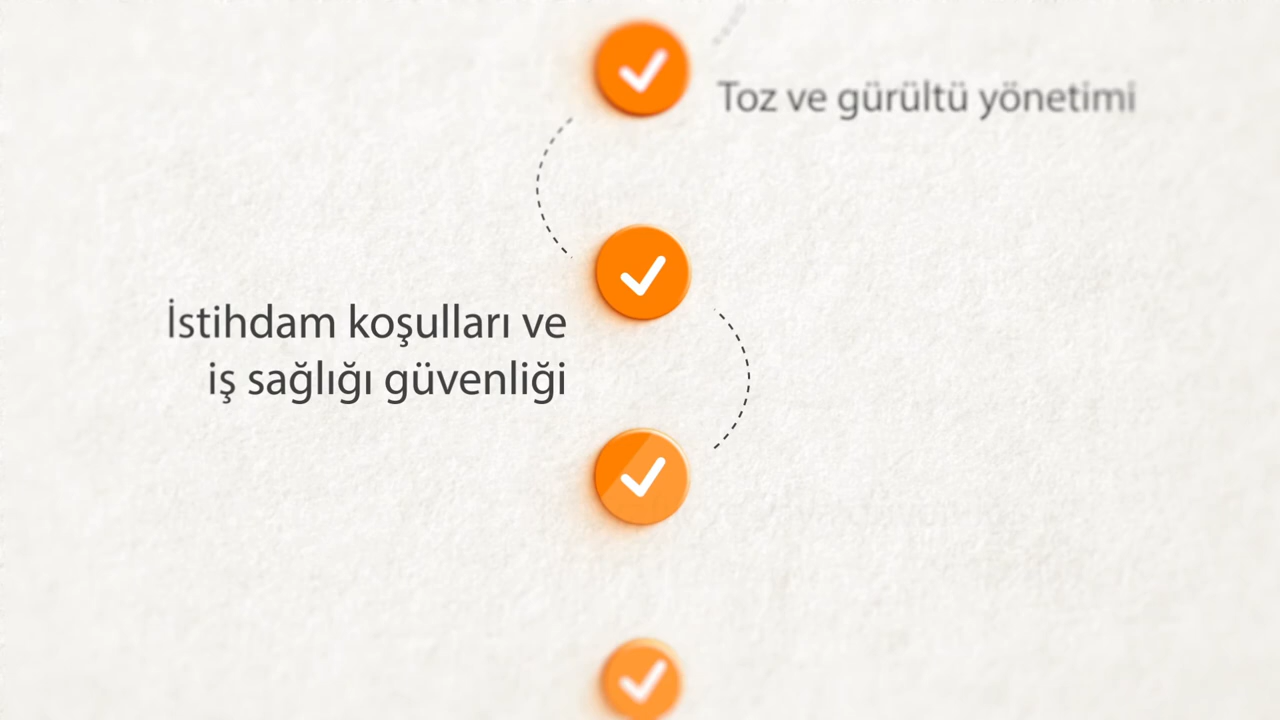 Toz ve gürültü yönetimi
İstihdam koşulları ve
iş sağlığı güvenliği